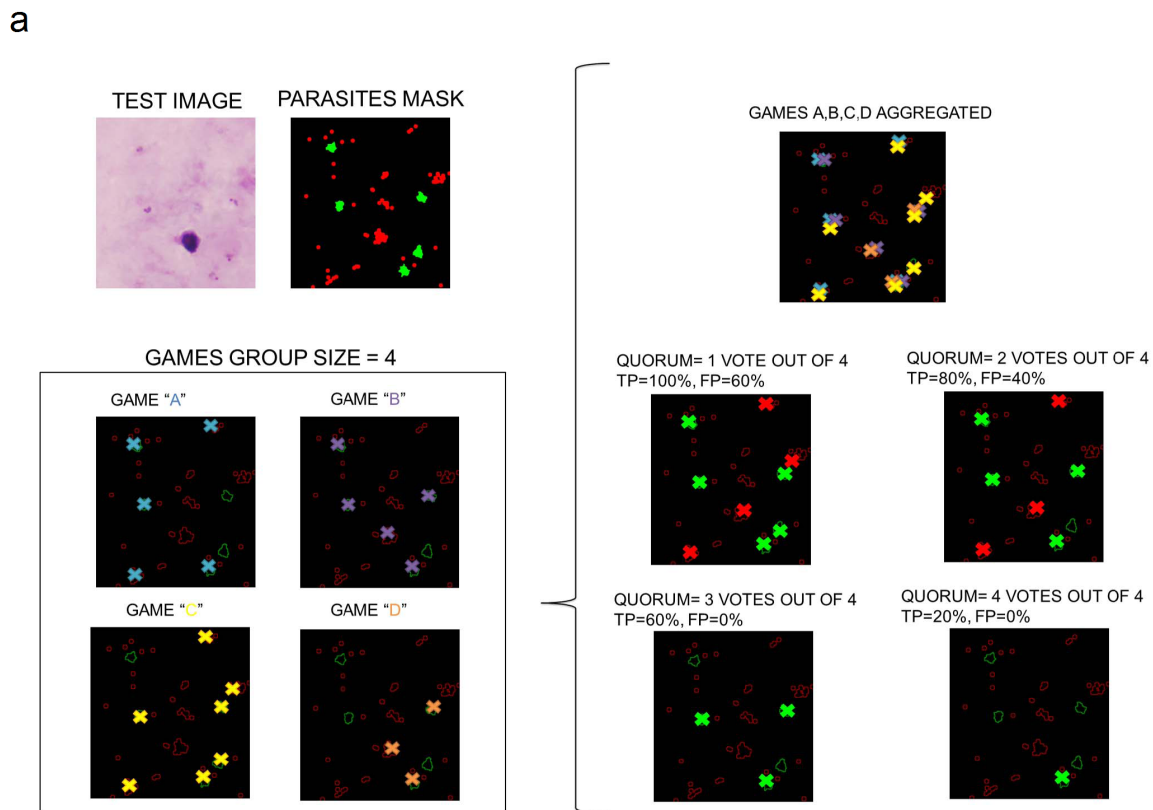 a
TEST IMAGE
PARASITES MASK
GAMES A,B,C,D AGGREGATED
GAMES GROUP SIZE = 4
GAME “A”
GAME “B”
GAME “C”
GAME “D”
QUORUM= 1 VOTE OUT OF 4
TP=100%, FP=60%
QUORUM= 2 VOTES OUT OF 4
TP=80%, FP=40%
QUORUM= 3 VOTES OUT OF 4
TP=60%, FP=0%
QUORUM= 4 VOTES OUT OF 4
TP=20%, FP=0%